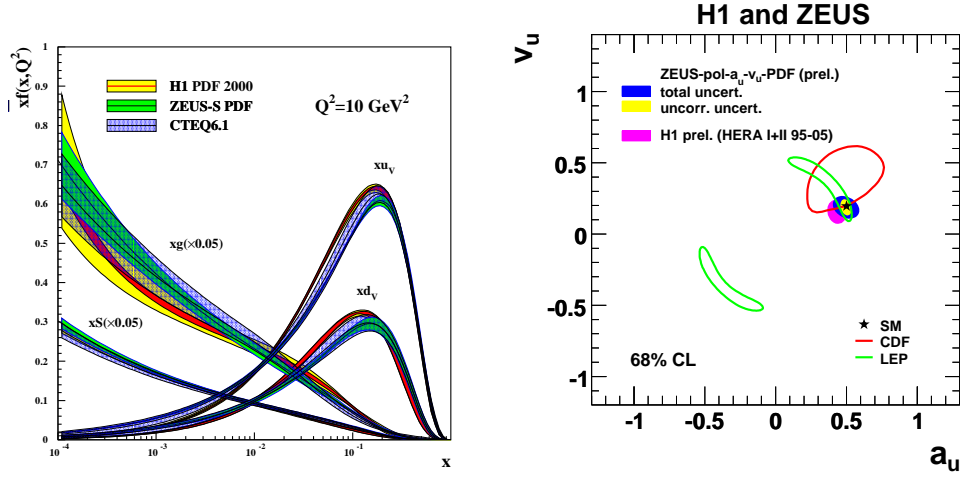 xf(x,Q²)
1
0.9
0.8
0.7
0.6
0.5
0.4
0.3
0.2
0.1
0
H1 PDF 2000
ZEUS-S PDF
CTEQ6.1
Q²=10 GeV²
xu_V
xg(×0.05)
xd_V
xS(×0.05)
10⁻⁴
10⁻³
10⁻²
10⁻¹
1
x
H1 and ZEUS
v_u
1
0.5
0
-0.5
-1
ZEUS-pol-a_u-v_u-PDF (prel.)
total uncert.
uncorr. uncert.
H1 prel. (HERA I+II 95-05)
SM
CDF
LEP
68% CL
-1
-0.5
0
0.5
1
a_u